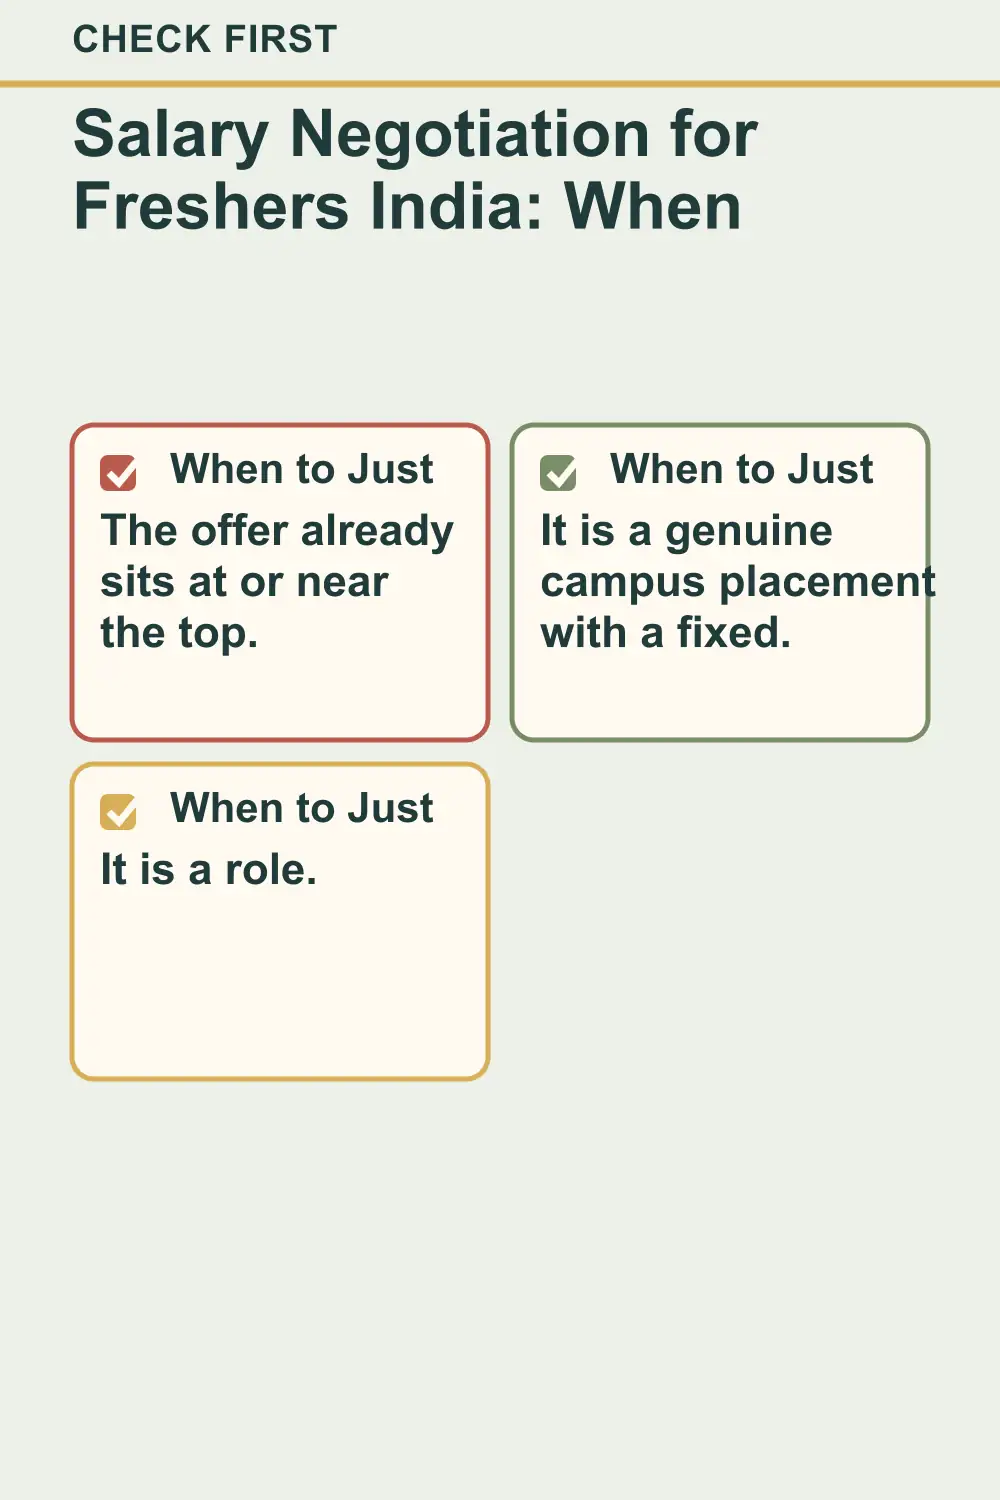 CHECK FIRST
Salary Negotiation for
Freshers India: When
When to Just
The offer already
sits at or near
the top.
When to Just
It is a genuine
campus placement
with a fixed.
When to Just
It is a role.